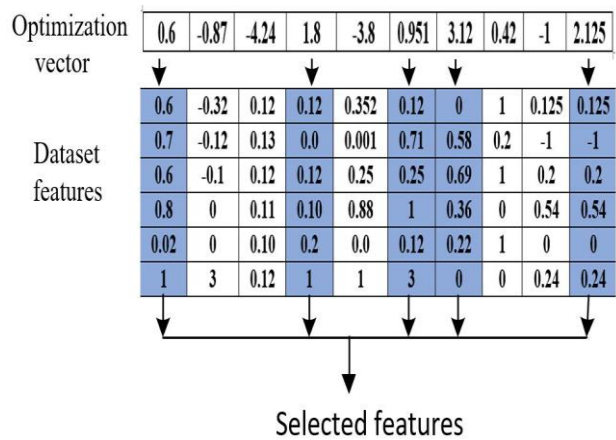 Optimization vector
0.6 -0.87 -4.24 1.8 -3.8 0.951 3.12 0.42 -1 2.125
Dataset features
0.6 -0.32 0.12 0.12 0.352 0.12 0 1 0.125 0.125
0.7 -0.12 0.13 0.0 0.001 0.71 0.58 0.2 -1 -1
0.6 -0.1 0.12 0.12 0.25 0.25 0.69 1 0.2 0.2
0.8 0 0.11 0.10 0.88 1 0.36 0 0.54 0.54
0.02 0 0.10 0.2 0.0 0.12 0.22 1 0 0
1 3 0.12 1 1 3 0 0 0.24 0.24
Selected features